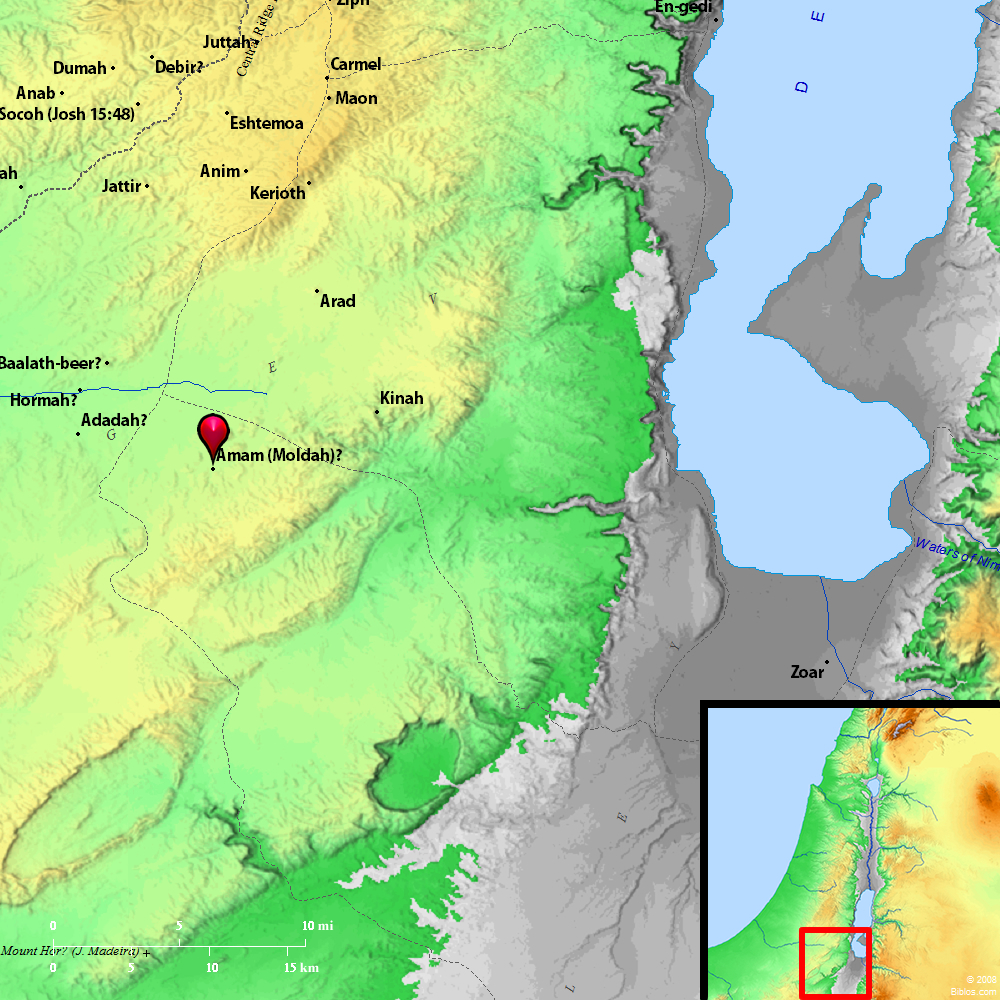 Ziph
En-gedi
E
D
Juttah
Central Ridge
Dumah
Debir?
Carmel
Anab
Maon
Socoh (Josh 15:48)
Eshtemoa
ah
Anim
Jattir
Kerioth
Arad
V
Baalath-beer?
E
Hormah?
Kinah
Adadah?
G
Amam (Moldah)?
Waters of Nim
Y
Zoar
E
0 5 10 mi
Mount Hor? (J. Madeira)
0 5 10 15 km
L
© 2008
Biblos.com